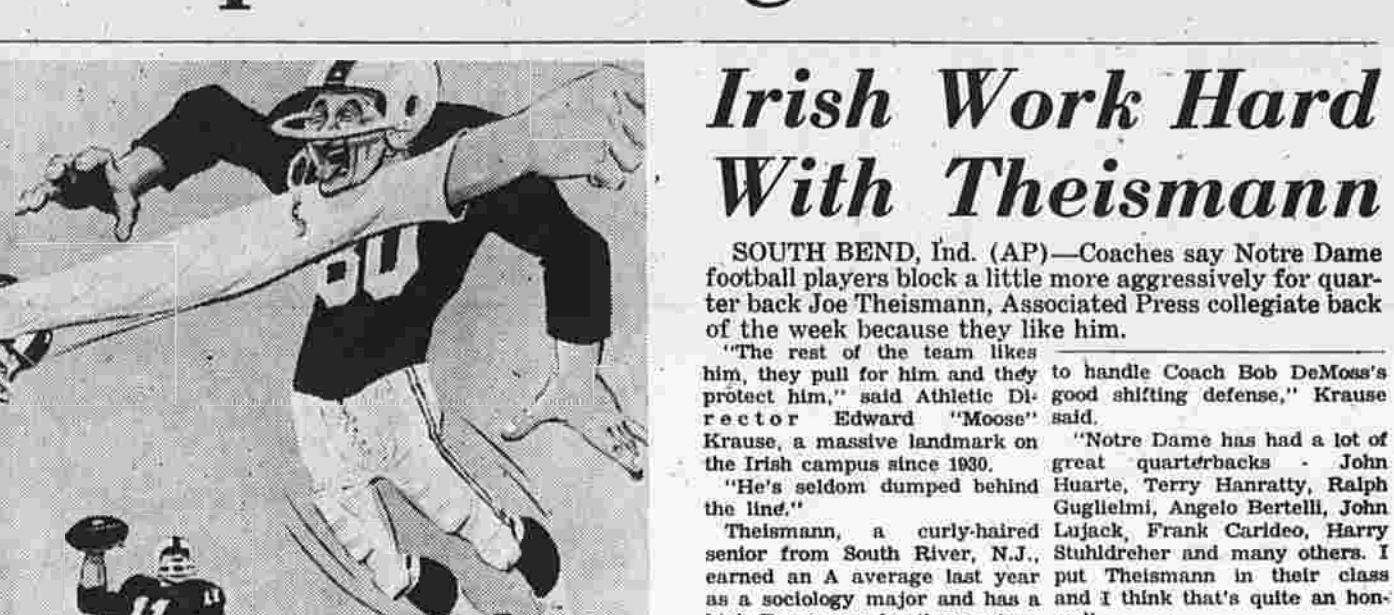 Irish Work Hard
With Theismann
SOUTH BEND, Ind. (AP)—Coaches say Notre Dame
football players block a little more aggressively for quar-
ter back Joe Theismann, Associated Press collegiate back
of the week because they like him.
"The rest of the team likes
him, they pull for him and they
protect him," said Athletic Di-
rector Edward "Moose"
Krause, a massive landmark on
the Irish campus since 1930.
"He's seldom dumped behind
the line."
Theismann, a curly-haired
senior from South River, N.J.,
earned an A average last year
as a sociology major and has a
to handle Coach Bob DeMoss's
good shifting defense," Krause
said.
"Notre Dame has had a lot of
great quarterbacks - John
Huarte, Terry Hanratty, Ralph
Guglielmi, Angelo Bertelli, John
Lujack, Frank Carideo, Harry
Stuhldreher and many others. I
put Theismann in their class
and I think that's quite an hon-
80
11